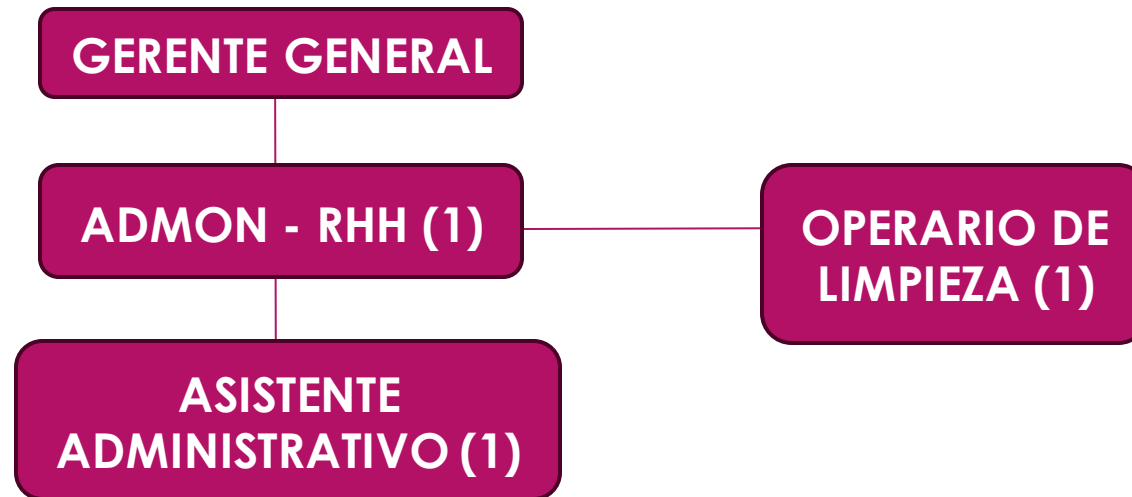 GERENTE GENERAL
ADMON - RHH (1)
OPERARIO DE
LIMPIEZA (1)
ASISTENTE
ADMINISTRATIVO (1)